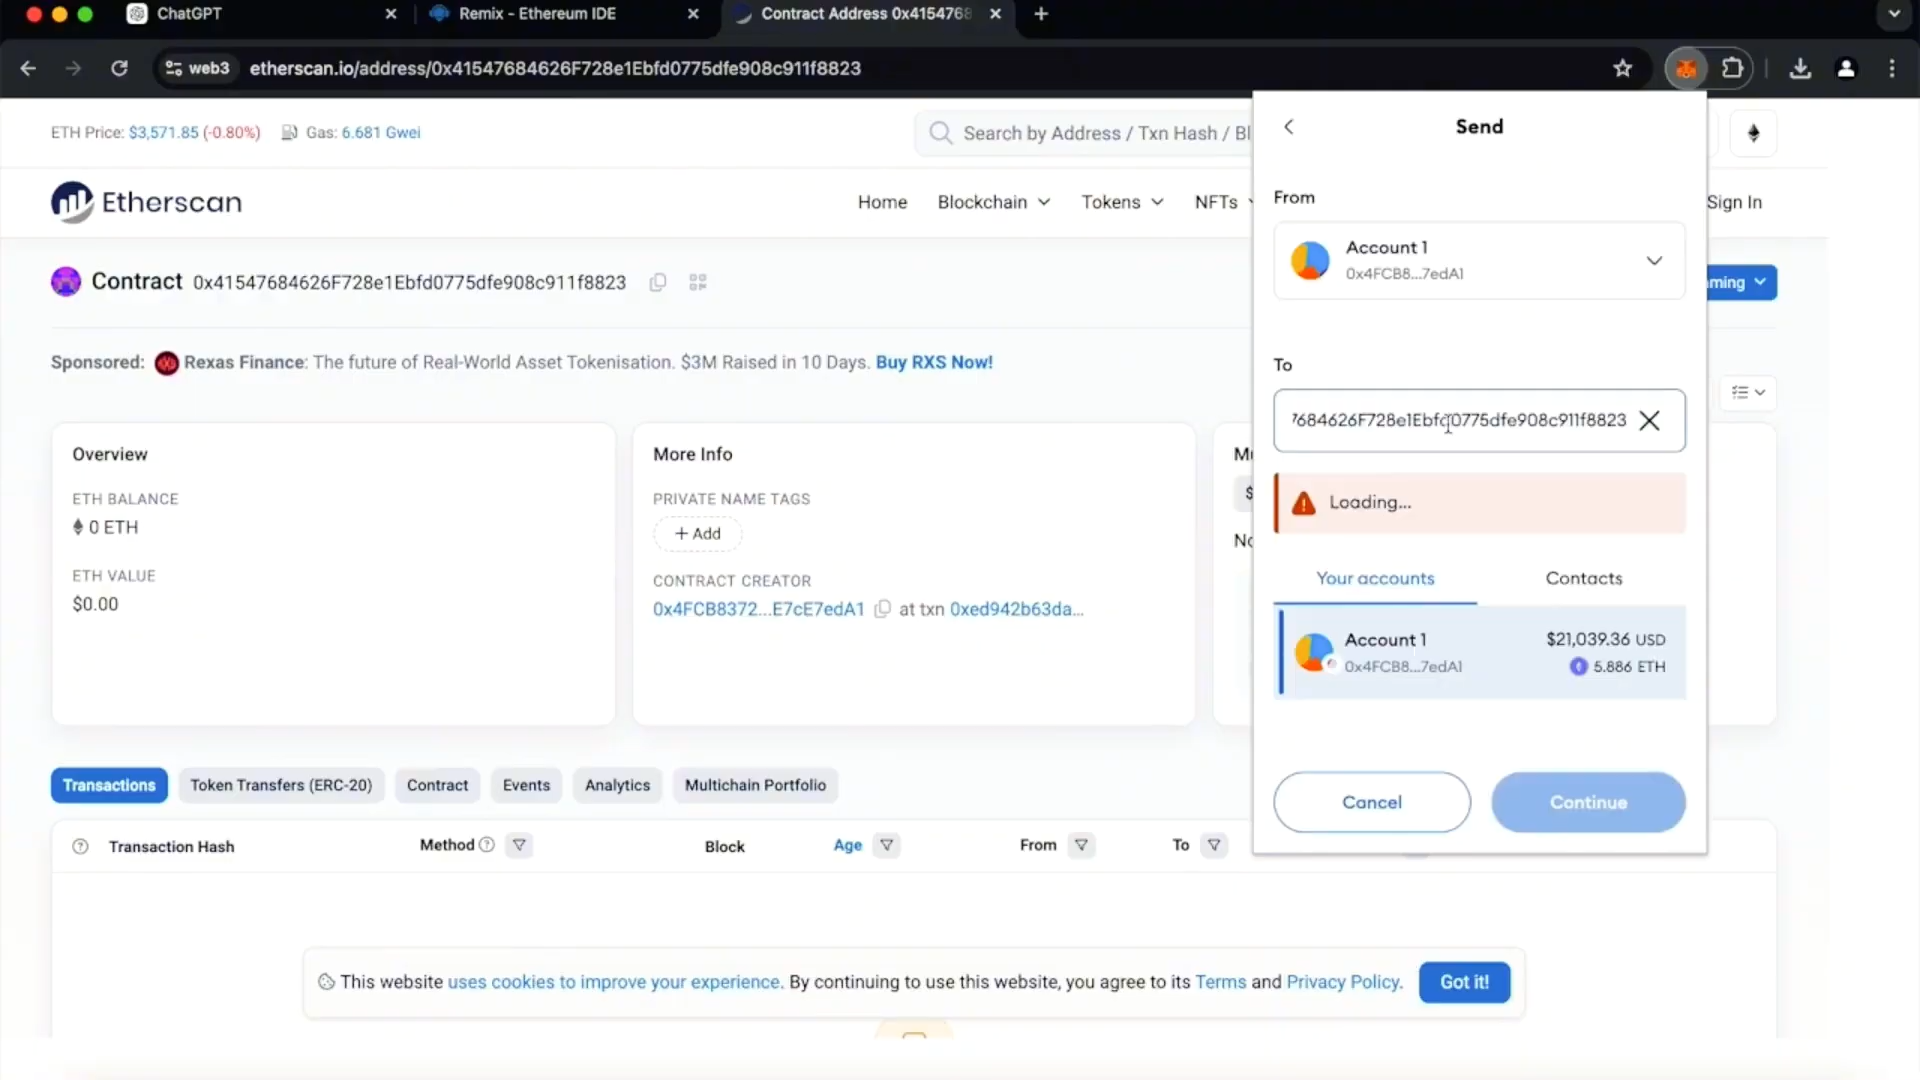 ChatGPT
Remix - Ethereum IDE
Contract Address 0x4154768
web3
etherscan.io/address/0x41547684626F728e1Ebfd0775dfe908c911f8823
ETH Price: $3,571.85 (-0.80%)
Gas: 6.681 Gwei
Search by Address / Txn Hash / Bl
Etherscan
Home
Blockchain
Tokens
NFTs
Sign In
Contract 0x41547684626F728e1Ebfd0775dfe908c911f8823
Sponsored: Rexas Finance: The future of Real-World Asset Tokenisation. $3M Raised in 10 Days. Buy RXS Now!
Overview
ETH BALANCE
0 ETH
ETH VALUE
$0.00
More Info
PRIVATE NAME TAGS
+ Add
CONTRACT CREATOR
0x4FCB8372...E7cE7edA1 at txn 0xed942b63da...
Transactions
Token Transfers (ERC-20)
Contract
Events
Analytics
Multichain Portfolio
Transaction Hash
Method
Block
Age
From
To
This website uses cookies to improve your experience. By continuing to use this website, you agree to its Terms and Privacy Policy.
Got it!
Send
From
Account 1
0x4FCB8...7edA1
To
7684626F728e1Ebfd0775dfe908c911f8823
Loading...
Your accounts
Contacts
Account 1
0x4FCB8...7edA1
$21,039.36 USD
5.886 ETH
Cancel
Continue